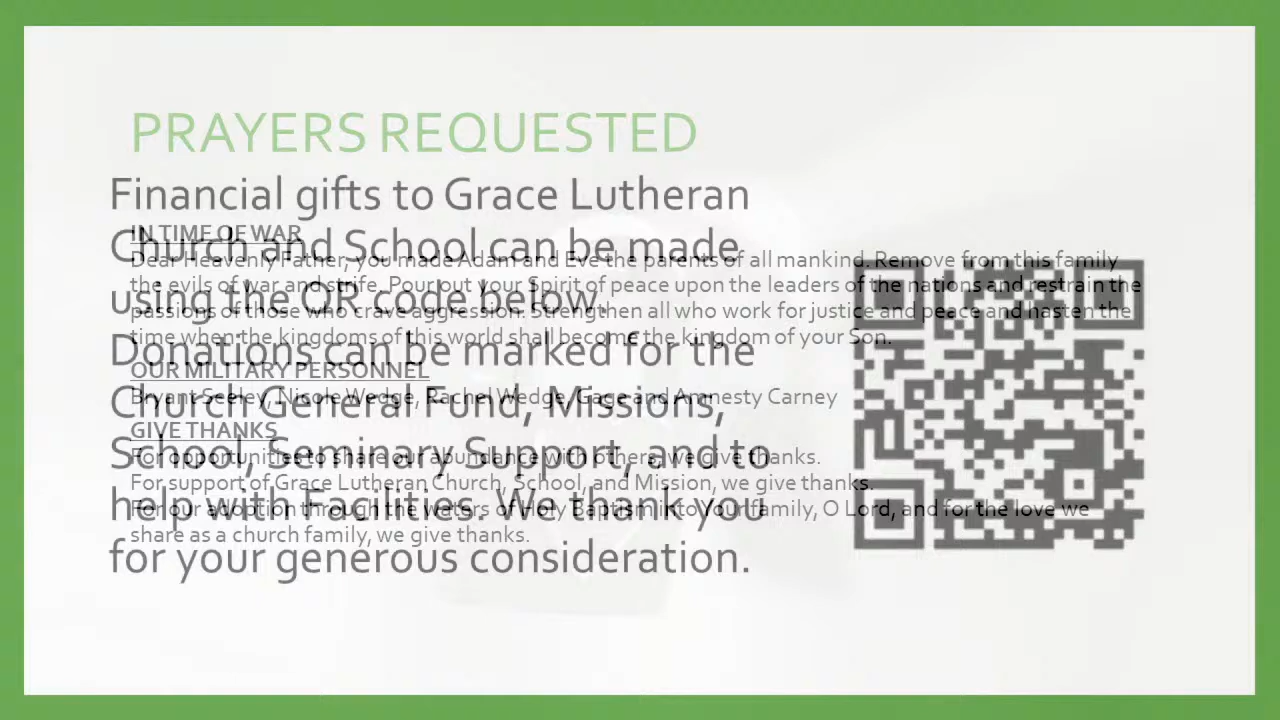 PRAYERS REQUESTED
Financial gifts to Grace Lutheran
Church and School can be made
using the QR code below.
Donations can be marked for the
Church General Fund, Missions,
School, Seminary Support, and to
help with Facilities. We thank you
for your generous consideration.
IN TIME OF WAR
Dear Heavenly Father, you made Adam and Eve the parents of all mankind. Remove from this family
the evils of war and strife. Pour out your Spirit of peace upon the leaders of the nations and restrain the
passions of those who crave aggression. Strengthen all who work for justice and peace and hasten the
time when the kingdoms of this world shall become the kingdom of your Son.
OUR MILITARY PERSONNEL
Bryant Seeley, Nicole Wedge, Rachel Wedge, Gage and Amnesty Carney
GIVE THANKS
For opportunities to share our abundance with others, we give thanks.
For support of Grace Lutheran Church, School, and Mission, we give thanks.
For our adoption through the waters of Holy Baptism into Your family, O Lord, and for the love we
share as a church family, we give thanks.